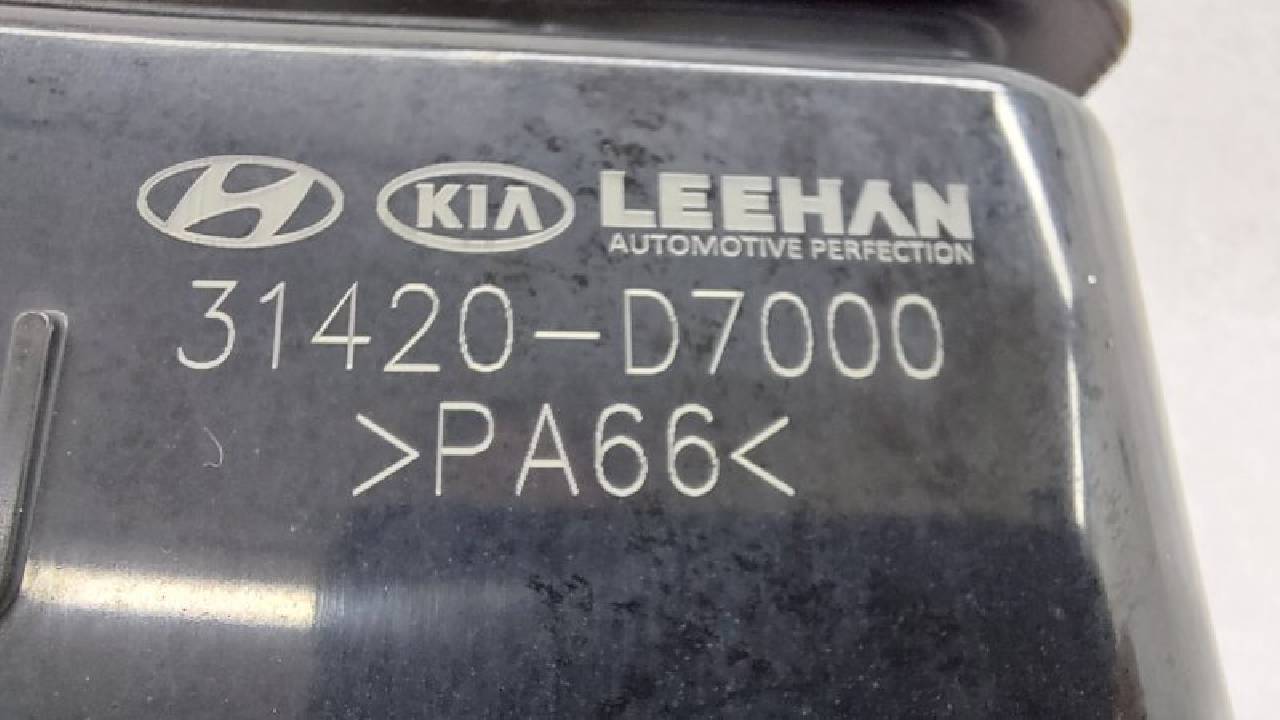 KIA LEEHAN
AUTOMOTIVE PERFECTION
31420-D7000
>PA66<